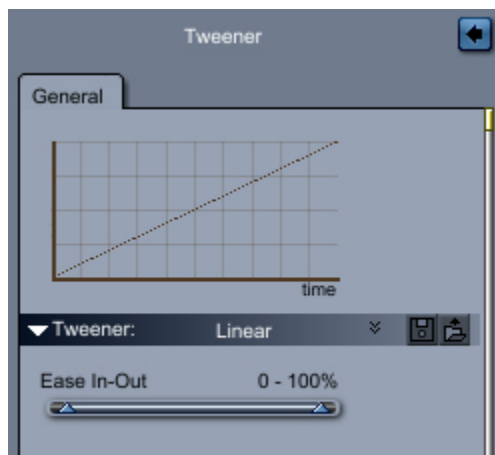 Tweener
General
time
Tweener: Linear
Ease In-Out 0 - 100%